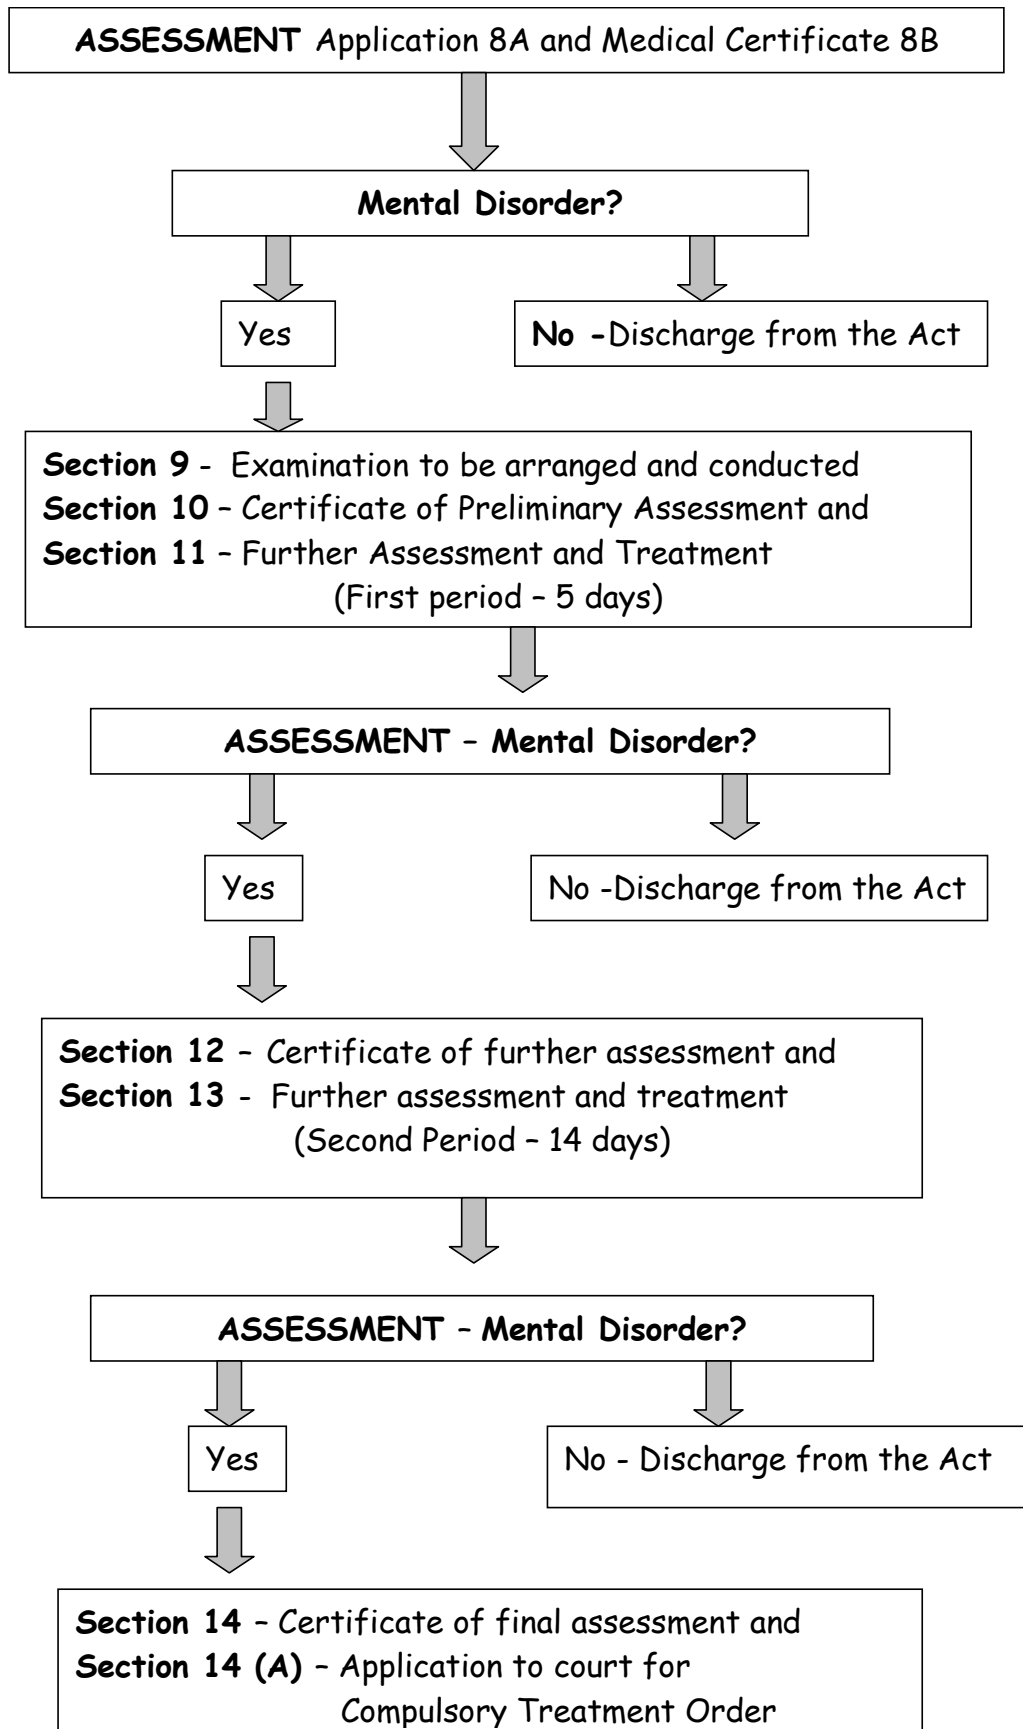 ASSESSMENT Application 8A and Medical Certificate 8B
Mental Disorder?
Yes
No -Discharge from the Act
Section 9 - Examination to be arranged and conducted
Section 10 – Certificate of Preliminary Assessment and
Section 11 – Further Assessment and Treatment
(First period – 5 days)
ASSESSMENT – Mental Disorder?
Yes
No -Discharge from the Act
Section 12 – Certificate of further assessment and
Section 13 - Further assessment and treatment
(Second Period – 14 days)
ASSESSMENT – Mental Disorder?
Yes
No - Discharge from the Act
Section 14 – Certificate of final assessment and
Section 14 (A) – Application to court for
Compulsory Treatment Order